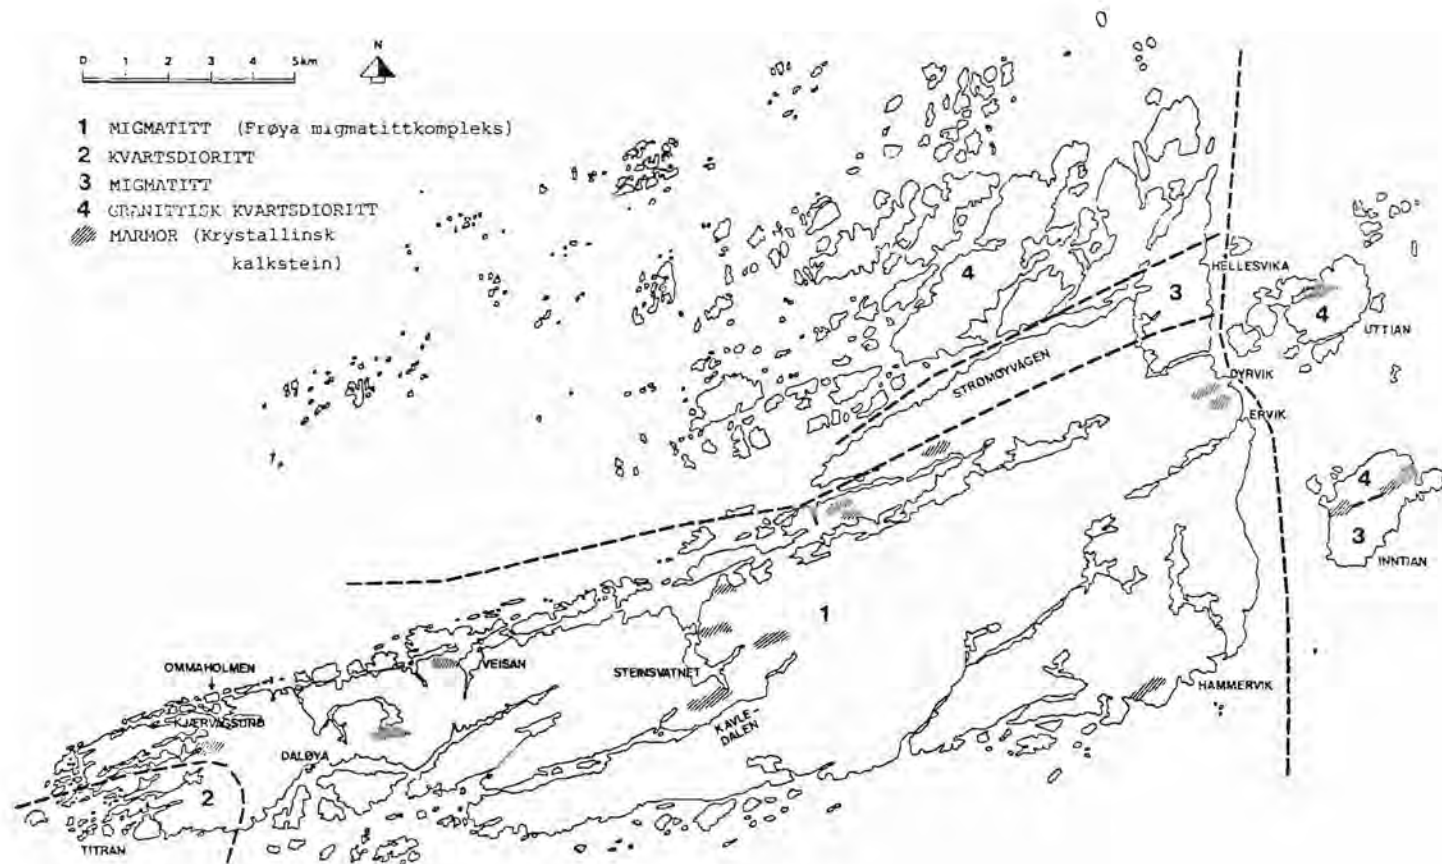 0 1 2 3 4 5 km
N
1 MIGMATITT (Frøya migmatittkompleks)
2 KVARTSDIORITT
3 MIGMATITT
4 GRANITTISK KVARTSDIORITT
MARMOR (Krystallinsk
kalkstein)
HELLESVIKA
4
3
4
UTTIAN
STRØMØYVÅGEN
DYRVIK
ERVIK
4
3
INNTIAN
1
OMMAHOLMEN
VEISAN
STEINSVATNET
HAMMERVIK
KJÆRVÅGSUND
KAVLE-
DALEN
DALØYA
2
TITRAN